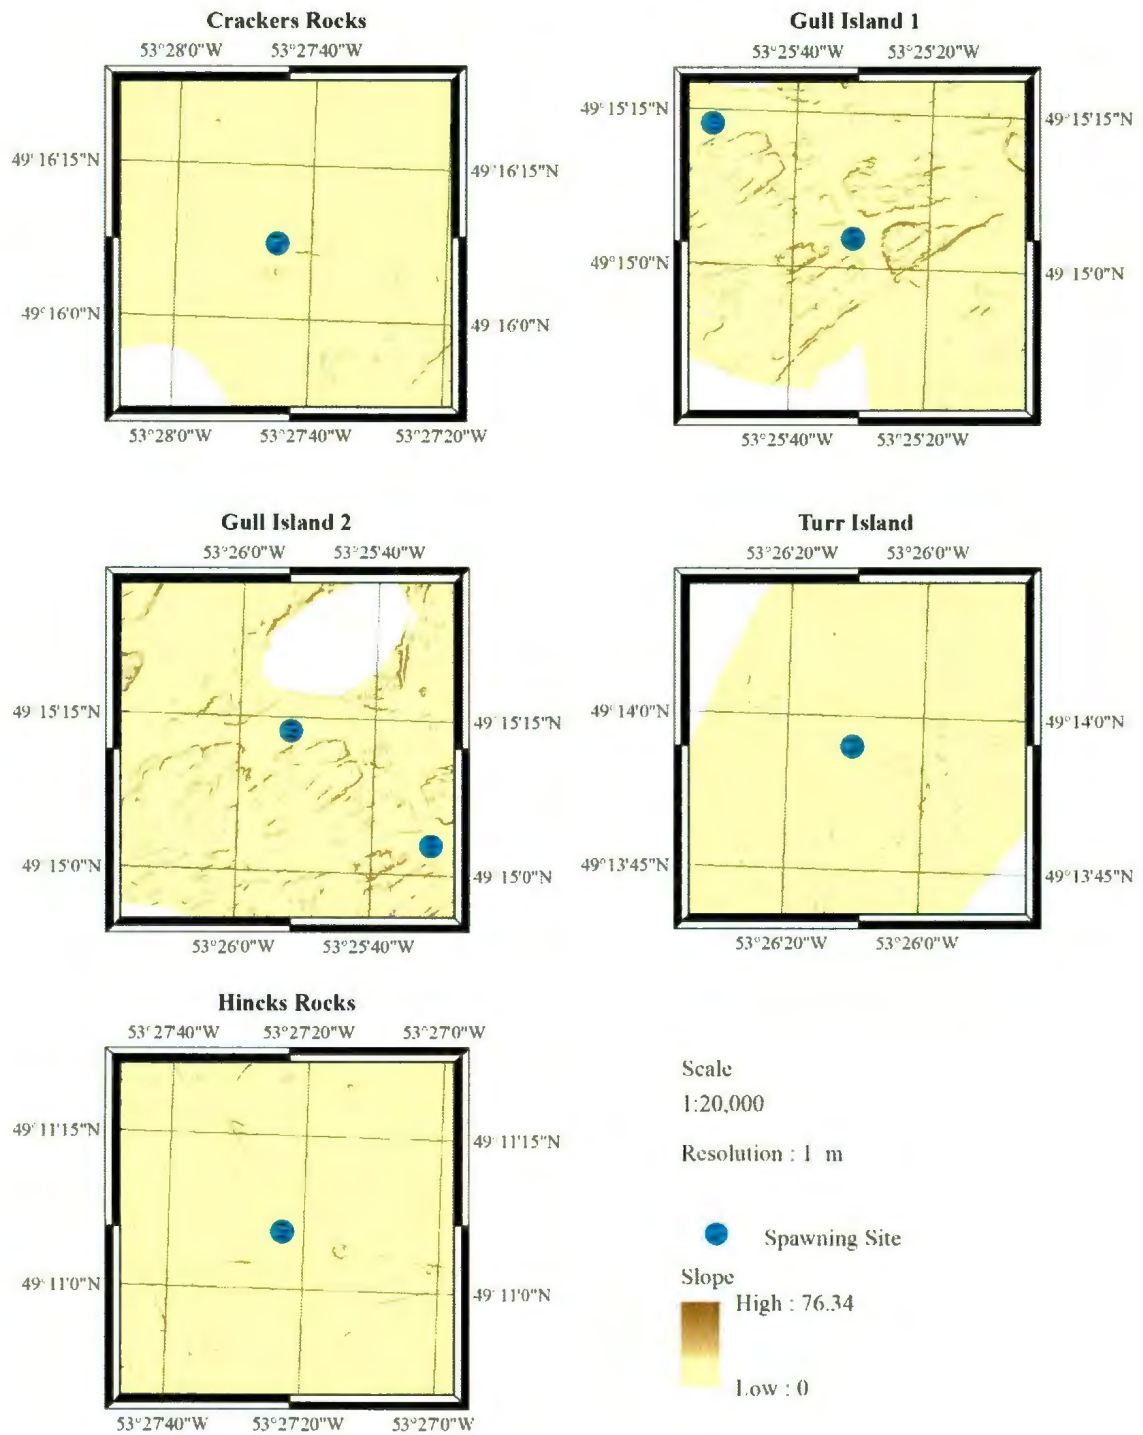 Crackers Rocks
53°28'0"W 53°27'40"W
49°16'15"N
49°16'15"N
49°16'0"N
49°16'0"N
53°28'0"W 53°27'40"W 53°27'20"W
Gull Island 1
53°25'40"W 53°25'20"W
49°15'15"N
49°15'15"N
49°15'0"N
49°15'0"N
53°25'40"W 53°25'20"W
Gull Island 2
53°26'0"W 53°25'40"W
49°15'15"N
49°15'15"N
49°15'0"N
49°15'0"N
53°26'0"W 53°25'40"W
Turr Island
53°26'20"W 53°26'0"W
49°14'0"N
49°14'0"N
49°13'45"N
49°13'45"N
53°26'20"W 53°26'0"W
Hincks Rocks
53°27'40"W 53°27'20"W 53°27'0"W
49°11'15"N
49°11'15"N
49°11'0"N
49°11'0"N
53°27'40"W 53°27'20"W 53°27'0"W
Scale
1:20,000
Resolution : 1 m
Spawning Site
Slope
High : 76.34
Low : 0